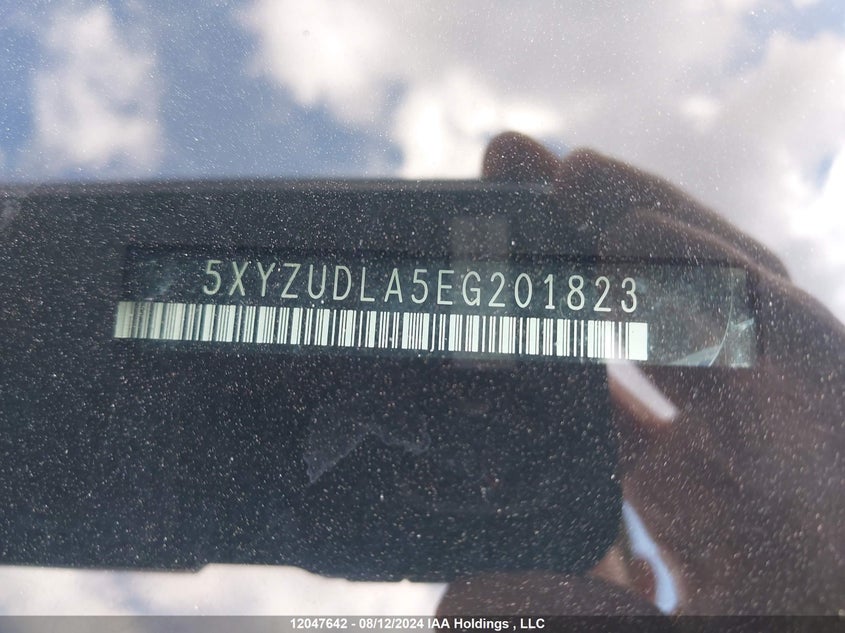 5XYZUDLA5EG201823
12047642 - 08/12/2024 IAA Holdings , LLC